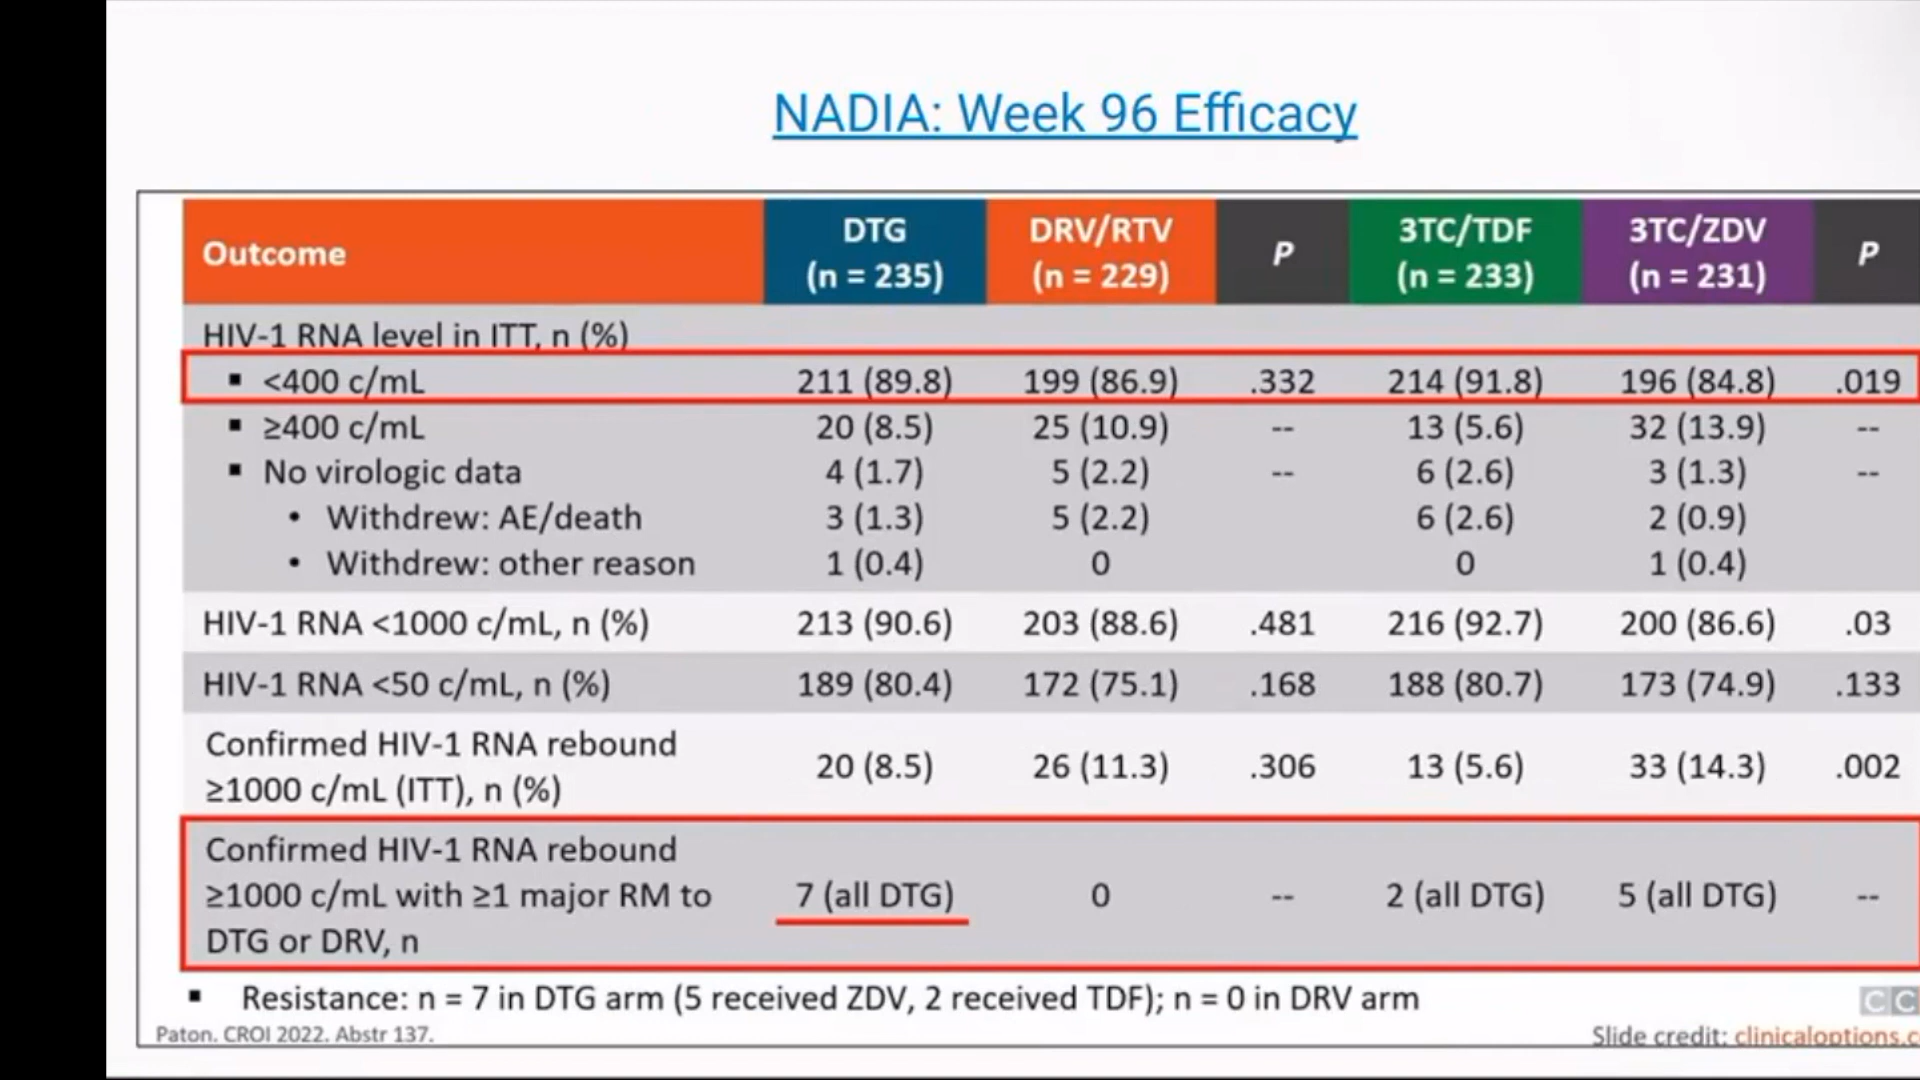 NADIA: Week 96 Efficacy
Outcome DTG (n = 235) DRV/RTV (n = 229) P 3TC/TDF (n = 233) 3TC/ZDV (n = 231) P
HIV-1 RNA level in ITT, n (%)
▪ <400 c/mL 211 (89.8) 199 (86.9) .332 214 (91.8) 196 (84.8) .019
▪ ≥400 c/mL 20 (8.5) 25 (10.9) -- 13 (5.6) 32 (13.9) --
▪ No virologic data 4 (1.7) 5 (2.2) -- 6 (2.6) 3 (1.3) --
• Withdrew: AE/death 3 (1.3) 5 (2.2) 6 (2.6) 2 (0.9)
• Withdrew: other reason 1 (0.4) 0 0 1 (0.4)
HIV-1 RNA <1000 c/mL, n (%) 213 (90.6) 203 (88.6) .481 216 (92.7) 200 (86.6) .03
HIV-1 RNA <50 c/mL, n (%) 189 (80.4) 172 (75.1) .168 188 (80.7) 173 (74.9) .133
Confirmed HIV-1 RNA rebound
≥1000 c/mL (ITT), n (%) 20 (8.5) 26 (11.3) .306 13 (5.6) 33 (14.3) .002
Confirmed HIV-1 RNA rebound
≥1000 c/mL with ≥1 major RM to 7 (all DTG) 0 -- 2 (all DTG) 5 (all DTG) --
DTG or DRV, n
▪ Resistance: n = 7 in DTG arm (5 received ZDV, 2 received TDF); n = 0 in DRV arm
CC
Paton. CROI 2022. Abstr 137.
Slide credit: clinicaloptions.c